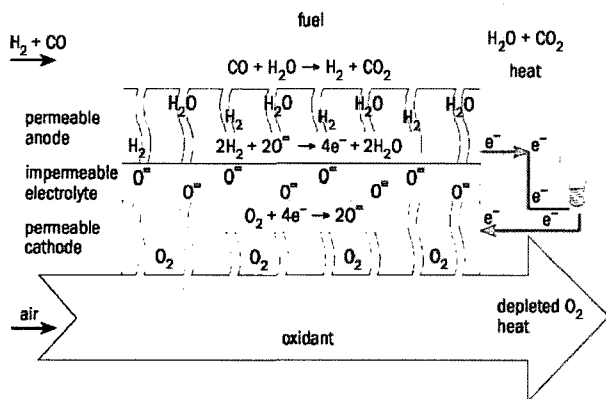 fuel
H₂ + CO
H₂O + CO₂
heat
CO + H₂O → H₂ + CO₂
H₂O H₂O H₂O H₂O
H₂ H₂ H₂
permeable
anode
H₂
2H₂ + 2O⁼ → 4e⁻ + 2H₂O
e⁻ e⁻
impermeable
electrolyte
O⁼ O⁼ O⁼ O⁼
O⁼ O⁼ O⁼ O⁼
e⁻
e⁻ e⁻
O₂ + 4e⁻ → 2O⁼
permeable
cathode
O₂ O₂ O₂ O₂
air
oxidant
depleted O₂
heat